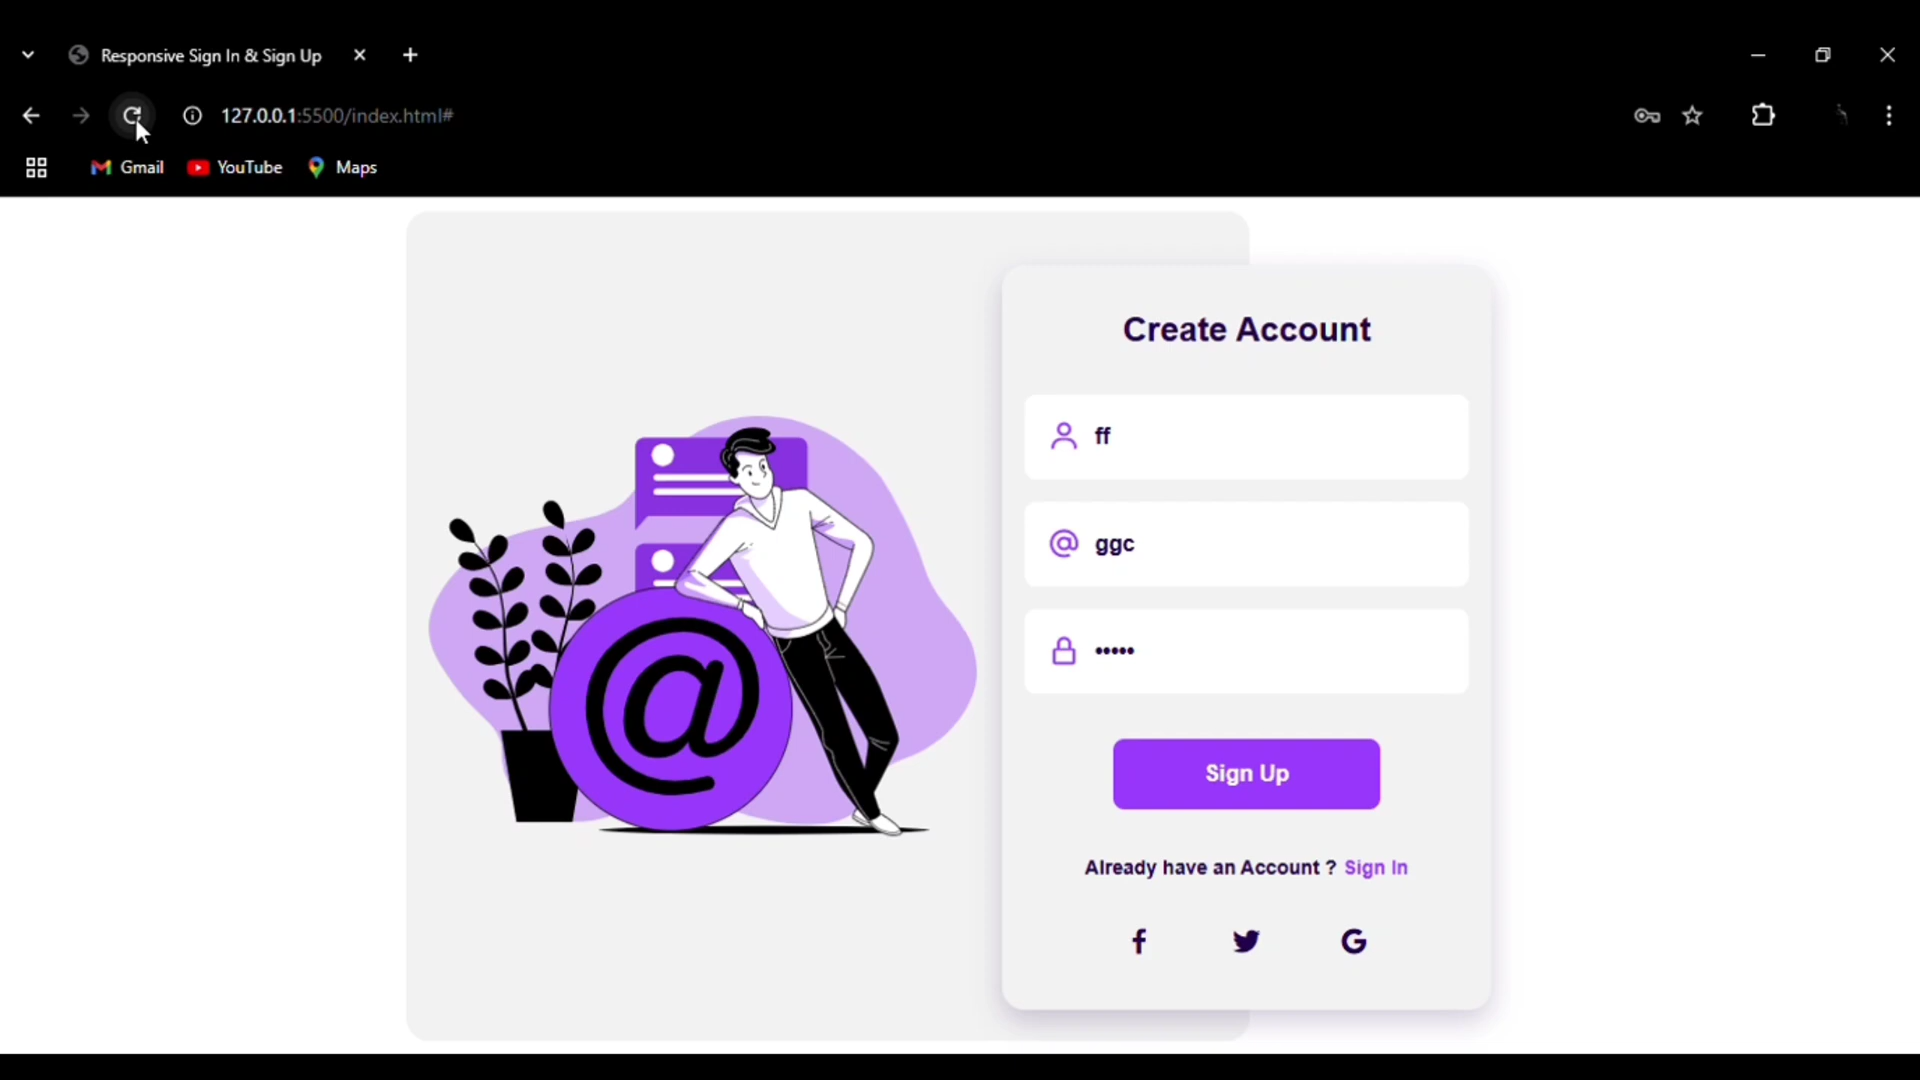 Responsive Sign In & Sign Up
127.0.0.1:5500/index.html#
Gmail YouTube Maps
Create Account
ff
ggc
•••••
Sign Up
Already have an Account ? Sign In
@